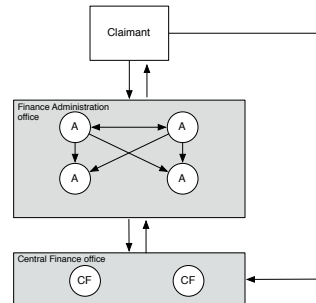 Claimant
Finance Administration
office
A A
A A
Central Finance office
CF CF